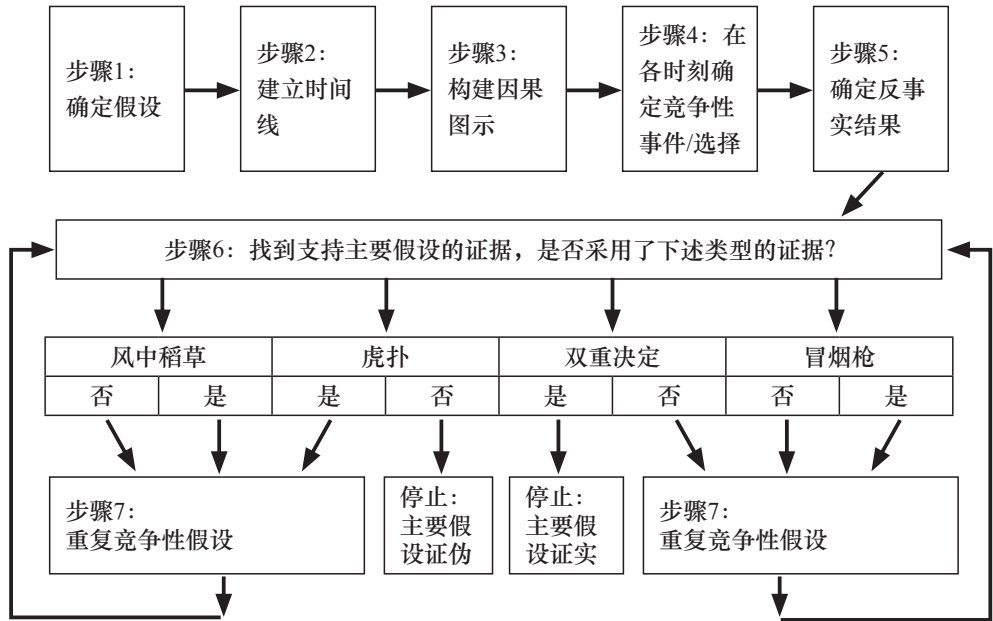 步骤1：
确定假设
步骤2：
建立时间
线
步骤3：
构建因果
图示
步骤4：在
各时刻确
定竞争性
事件/选择
步骤5：
确定反事
实结果
步骤6：找到支持主要假设的证据，是否采用了下述类型的证据？
风中稻草 虎扑 双重决定 冒烟枪
否 是 是 否 是 否 否 是
步骤7：
重复竞争性假设
停止：
主要假
设证伪
停止：
主要假
设证实
步骤7：
重复竞争性假设